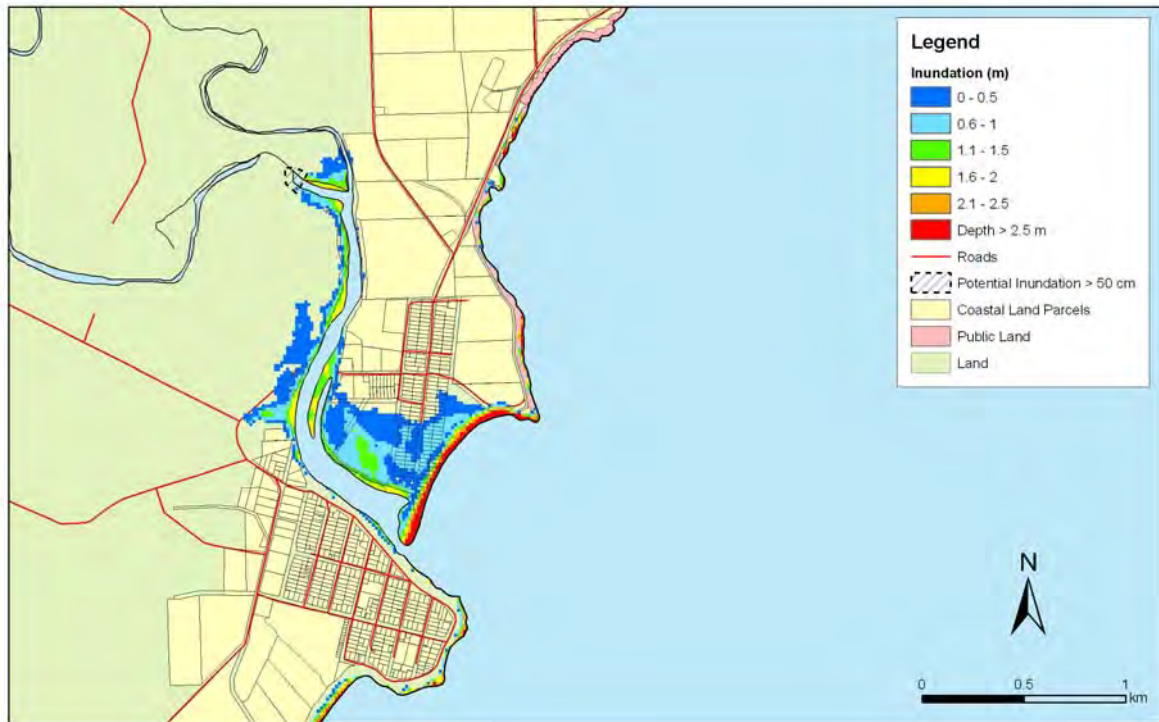 Legend
Inundation (m)
0 - 0.5
0.6 - 1
1.1 - 1.5
1.6 - 2
2.1 - 2.5
Depth > 2.5 m
Roads
Potential Inundation > 50 cm
Coastal Land Parcels
Public Land
Land
N
0 0.5 1
km